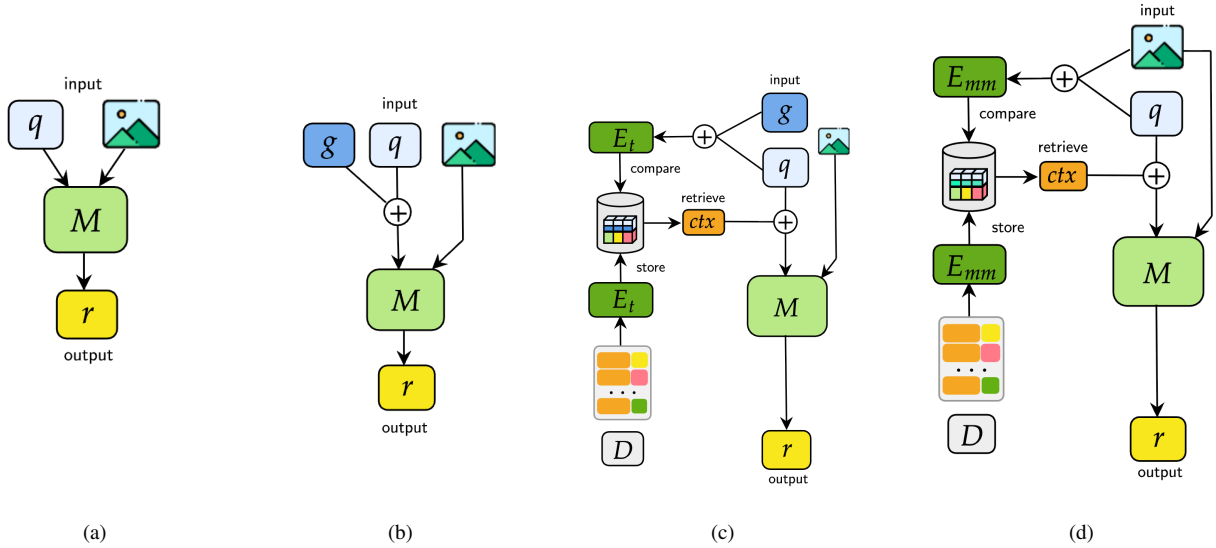 input
q
M
r
output
(a)
input
g
q
+
M
r
output
(b)
input
g
E_t
+
q
compare
retrieve
ctx
+
store
E_t
M
. . .
D
r
output
(c)
input
E_mm
+
q
compare
retrieve
ctx
+
store
E_mm
M
. . .
D
r
output
(d)